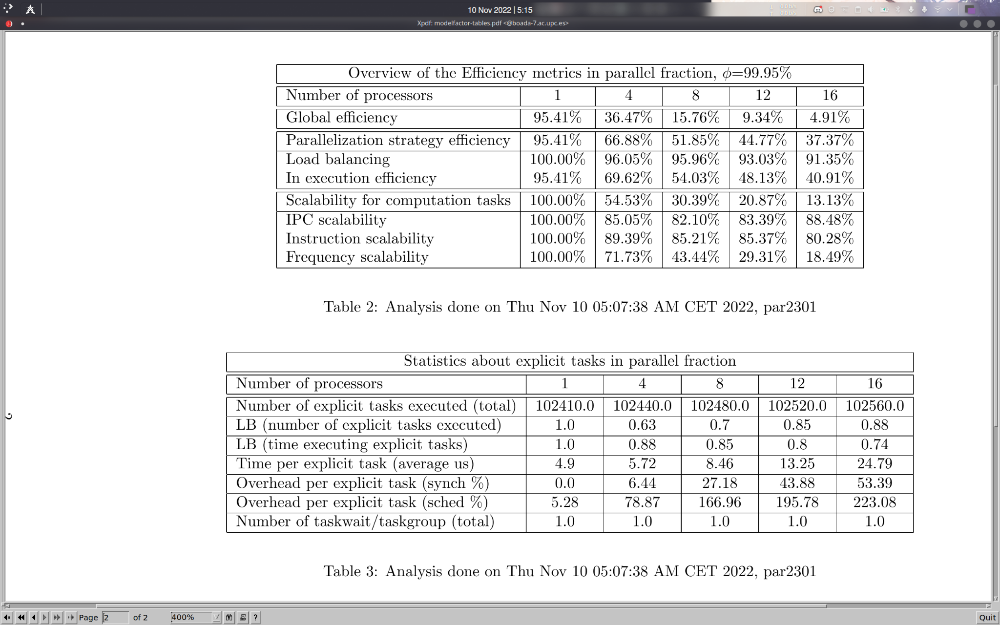 10 Nov 2022 | 5:15
0.0 b/s
0.0 b/s
Xpdf: modelfactor-tables.pdf <@boada-7.ac.upc.es>
Overview of the Efficiency metrics in parallel fraction, ϕ=99.95%
Number of processors 1 4 8 12 16
Global efficiency 95.41% 36.47% 15.76% 9.34% 4.91%
Parallelization strategy efficiency 95.41% 66.88% 51.85% 44.77% 37.37%
Load balancing 100.00% 96.05% 95.96% 93.03% 91.35%
In execution efficiency 95.41% 69.62% 54.03% 48.13% 40.91%
Scalability for computation tasks 100.00% 54.53% 30.39% 20.87% 13.13%
IPC scalability 100.00% 85.05% 82.10% 83.39% 88.48%
Instruction scalability 100.00% 89.39% 85.21% 85.37% 80.28%
Frequency scalability 100.00% 71.73% 43.44% 29.31% 18.49%
Table 2: Analysis done on Thu Nov 10 05:07:38 AM CET 2022, par2301
Statistics about explicit tasks in parallel fraction
Number of processors 1 4 8 12 16
Number of explicit tasks executed (total) 102410.0 102440.0 102480.0 102520.0 102560.0
LB (number of explicit tasks executed) 1.0 0.63 0.7 0.85 0.88
LB (time executing explicit tasks) 1.0 0.88 0.85 0.8 0.74
Time per explicit task (average us) 4.9 5.72 8.46 13.25 24.79
Overhead per explicit task (synch %) 0.0 6.44 27.18 43.88 53.39
Overhead per explicit task (sched %) 5.28 78.87 166.96 195.78 223.08
Number of taskwait/taskgroup (total) 1.0 1.0 1.0 1.0 1.0
Table 3: Analysis done on Thu Nov 10 05:07:38 AM CET 2022, par2301
Page 2 of 2 400% ? Quit